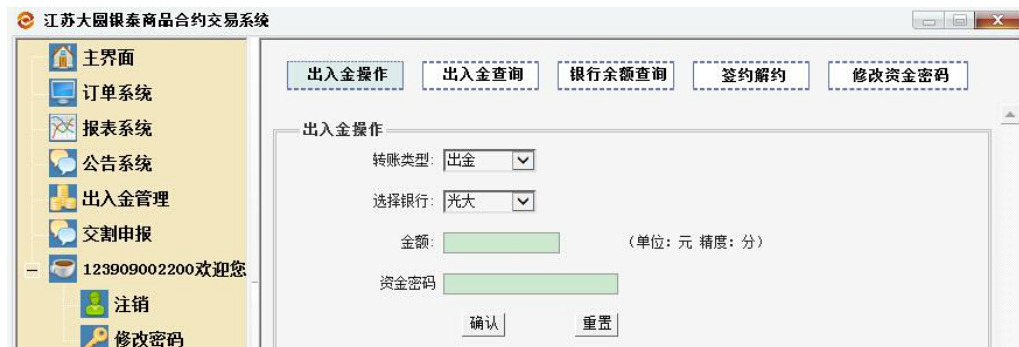 江苏大圆银泰商品合约交易系统
主界面
订单系统
报表系统
公告系统
出入金管理
交割申报
123909002200欢迎您
注销
修改密码
出入金操作 出入金查询 银行余额查询 签约解约 修改资金密码
出入金操作
转账类型: 出金
选择银行: 光大
金额: (单位: 元 精度: 分)
资金密码
确认 重置